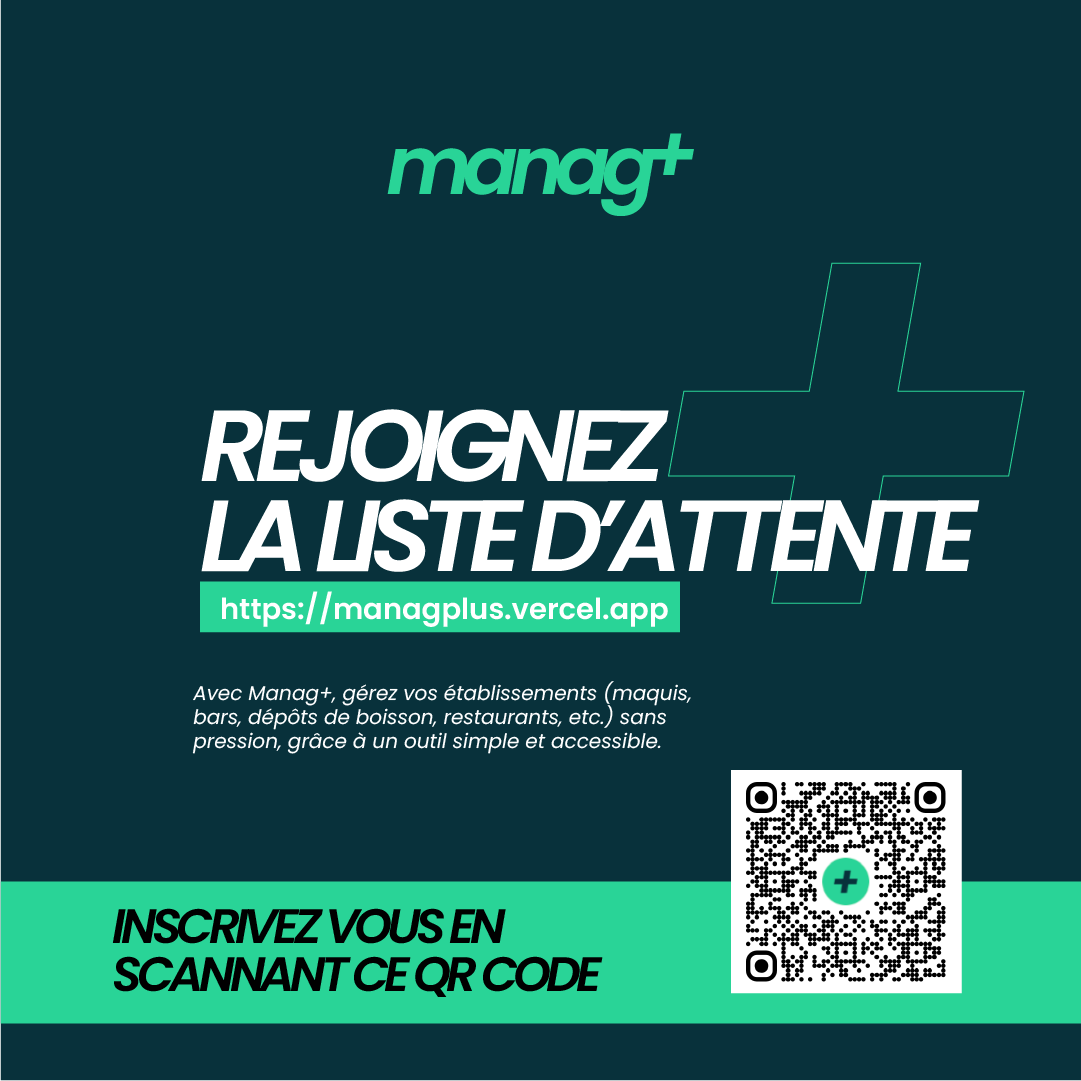 manag+
REJOIGNEZ
LA LISTE D'ATTENTE
https://managplus.vercel.app
Avec Manag+, gérez vos établissements (maquis,
bars, dépôts de boisson, restaurants, etc.) sans
pression, grâce à un outil simple et accessible.
INSCRIVEZ VOUS EN
SCANNANT CE QR CODE